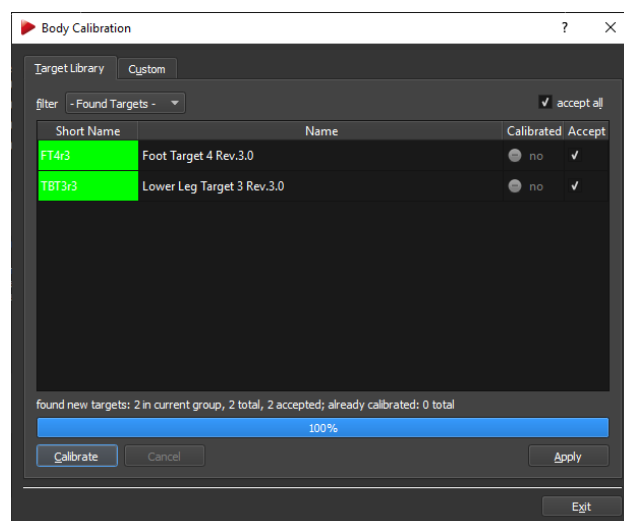 Body Calibration ? ×
Target Library Custom
filter - Found Targets - accept all
Short Name Name Calibrated Accept
FT4r3 Foot Target 4 Rev.3.0 no
TBT3r3 Lower Leg Target 3 Rev.3.0 no
found new targets: 2 in current group, 2 total, 2 accepted; already calibrated: 0 total
100%
Calibrate Cancel Apply
Exit